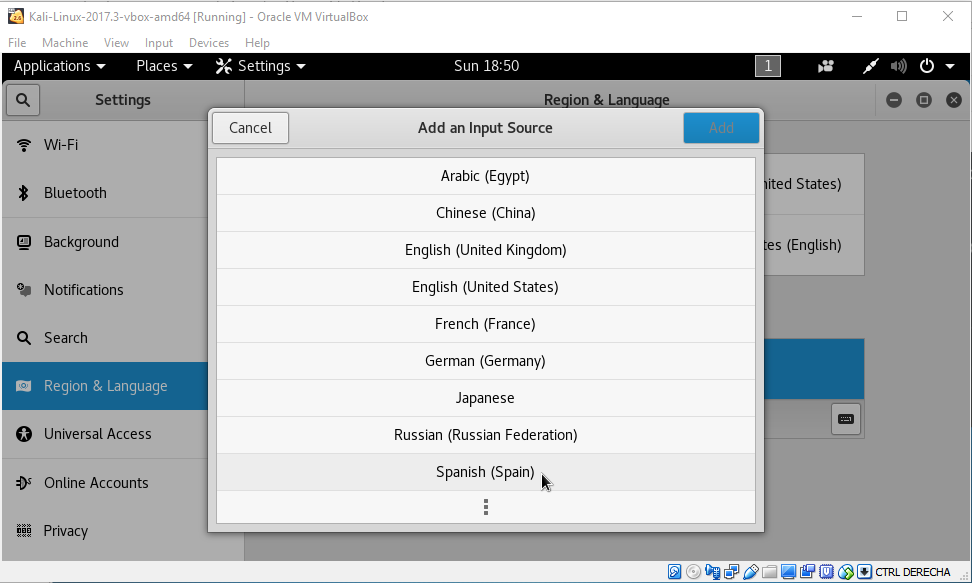 Kali-Linux-2017.3-vbox-amd64 [Running] - Oracle VM VirtualBox
File Machine View Input Devices Help
Applications Places Settings Sun 18:50 1
Settings Region & Language
Cancel Add an Input Source Add
Wi-Fi
Bluetooth
Background
Notifications
Search
Region & Language
Universal Access
Online Accounts
Privacy
Arabic (Egypt)
Chinese (China)
English (United Kingdom)
English (United States)
French (France)
German (Germany)
Japanese
Russian (Russian Federation)
Spanish (Spain)
States)
(English)
CTRL DERECHA